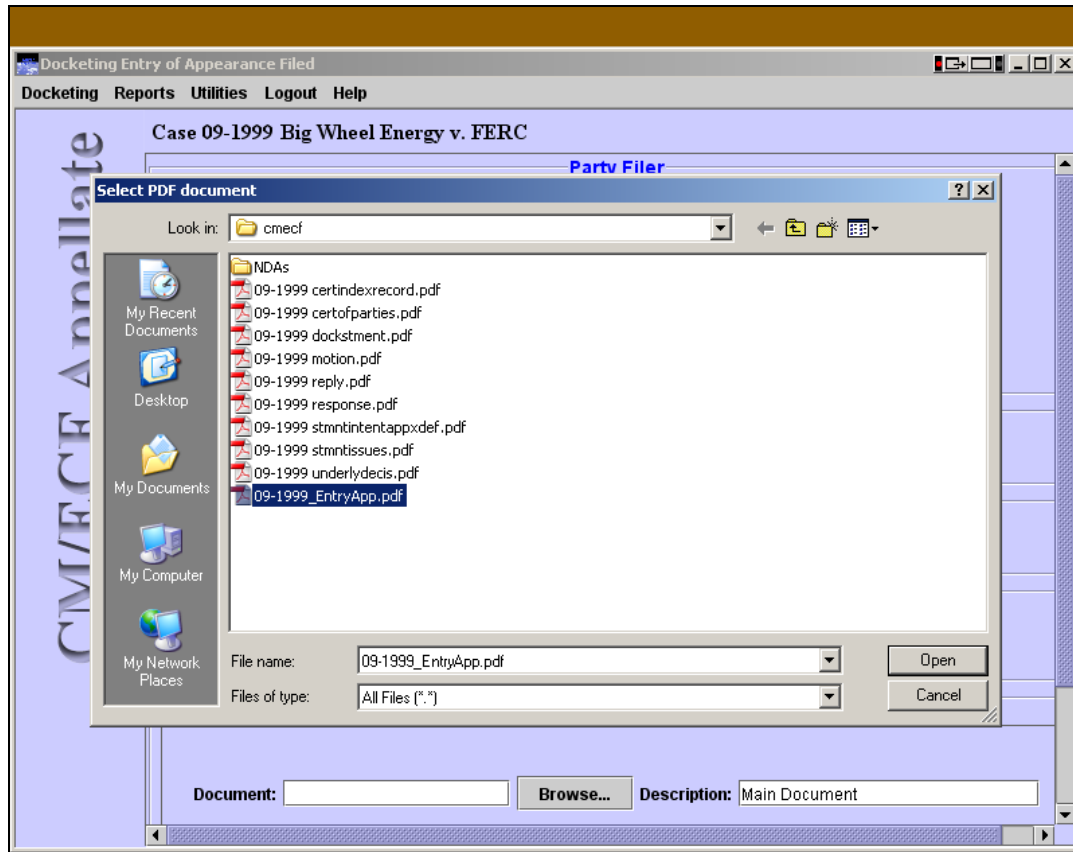 Docketing Entry of Appearance Filed
Docketing Reports Utilities Logout Help
CM/ECF Appellate
Case 09-1999 Big Wheel Energy v. FERC
Party Filer
Select PDF document
Look in: cmecf
My Recent Documents
Desktop
My Documents
My Computer
My Network Places
NDAs
09-1999 certindexrecord.pdf
09-1999 certofparties.pdf
09-1999 dockstment.pdf
09-1999 motion.pdf
09-1999 reply.pdf
09-1999 response.pdf
09-1999 stmntintentappxdef.pdf
09-1999 stmntissues.pdf
09-1999 underlydecis.pdf
09-1999_EntryApp.pdf
File name: 09-1999_EntryApp.pdf Open
Files of type: All Files (*.*) Cancel
Document: Browse... Description: Main Document